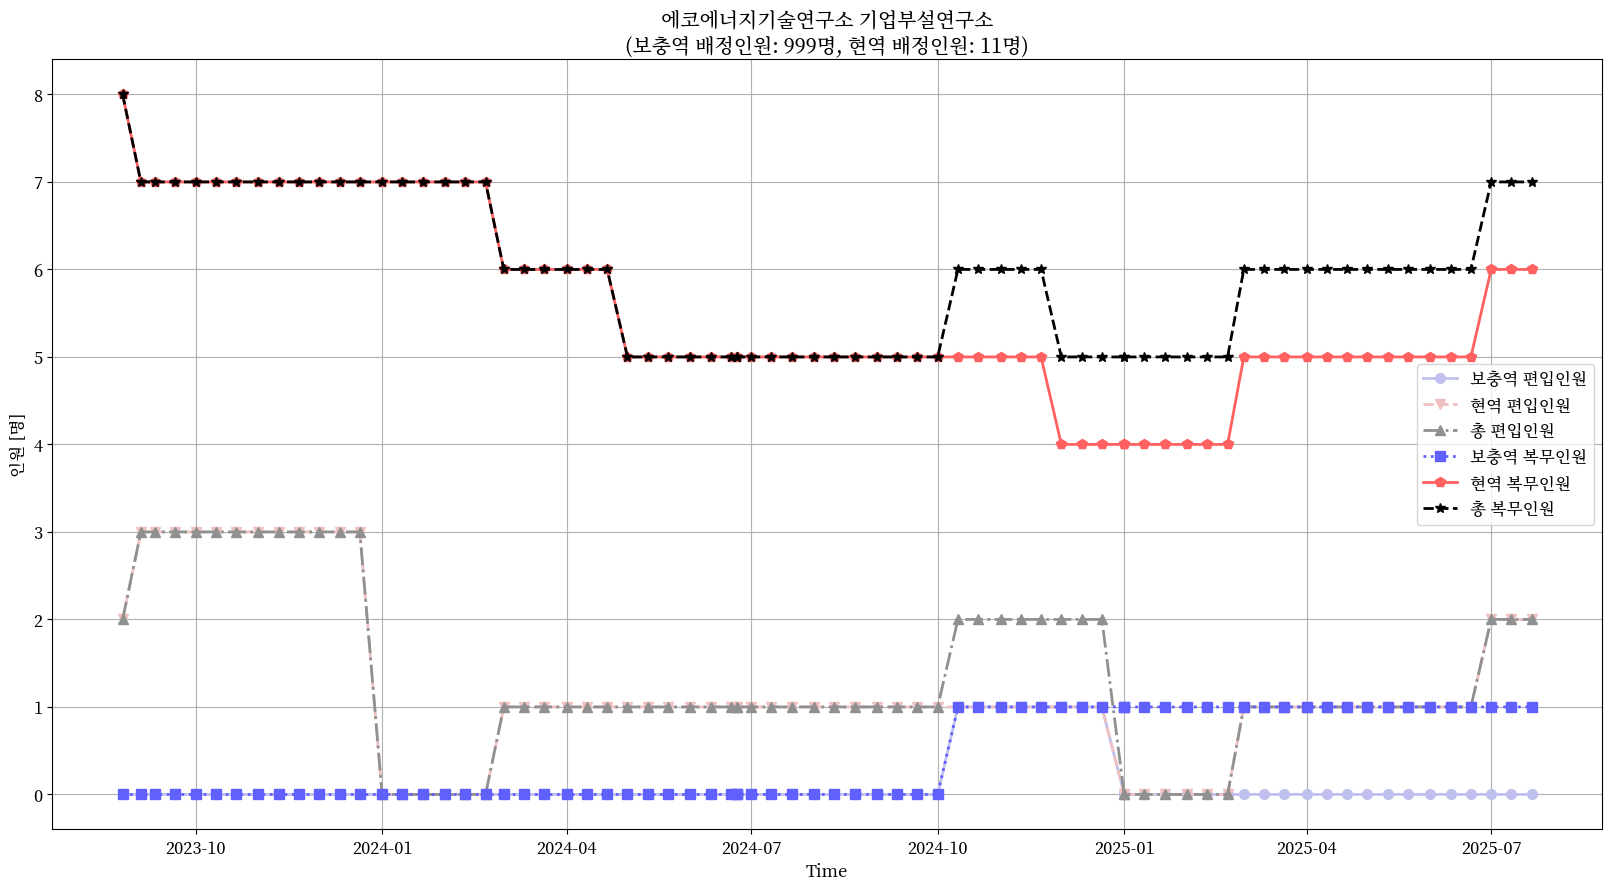 에코에너지기술연구소 기업부설연구소
(보충역 배정인원: 999명, 현역 배정인원: 11명)
8
7
6
5
4
3
2
1
0
인원 [명]
보충역 편입인원
현역 편입인원
총 편입인원
보충역 복무인원
현역 복무인원
총 복무인원
2023-10
2024-01
2024-04
2024-07
2024-10
2025-01
2025-04
2025-07
Time